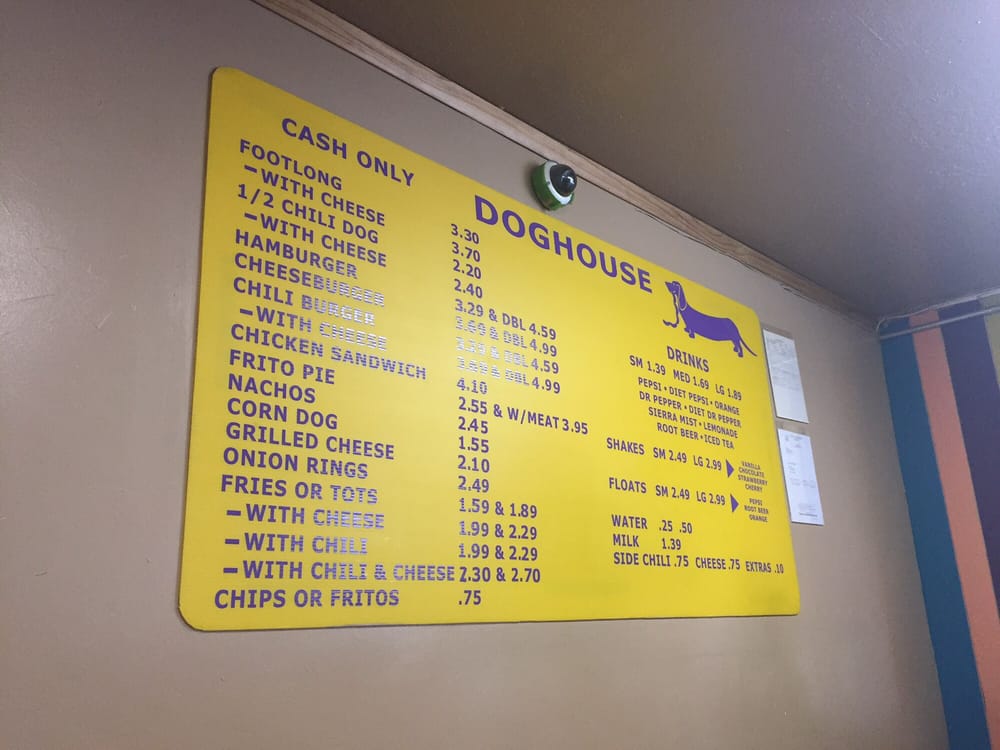 CASH ONLY
DOGHOUSE
FOOTLONG 3.30
–WITH CHEESE 3.70
1/2 CHILI DOG 2.20
–WITH CHEESE 2.40
HAMBURGER 3.29 & DBL 4.59
CHEESEBURGER 3.69 & DBL 4.99
CHILI BURGER & DBL 4.59
–WITH CHEESE 3.69 & DBL 4.99
CHICKEN SANDWICH 4.10
FRITO PIE 2.55 & W/MEAT 3.95
NACHOS 2.45
CORN DOG 1.55
GRILLED CHEESE 2.10
ONION RINGS 2.49
FRIES OR TOTS 1.59 & 1.89
–WITH CHEESE 1.99 & 2.29
–WITH CHILI 1.99 & 2.29
–WITH CHILI & CHEESE 2.30 & 2.70
CHIPS OR FRITOS .75
DRINKS
SM 1.39 MED 1.69 LG 1.89
PEPSI • DIET PEPSI • ORANGE
DR PEPPER • DIET DR PEPPER
SIERRA MIST • LEMONADE
ROOT BEER • ICED TEA
SHAKES SM 2.49 LG 2.99
VANILLA
CHOCOLATE
STRAWBERRY
CHERRY
FLOATS SM 2.49 LG 2.99
PEPSI
ROOT BEER
ORANGE
WATER .25 .50
MILK 1.39
SIDE CHILI .75 CHEESE .75 EXTRAS .10